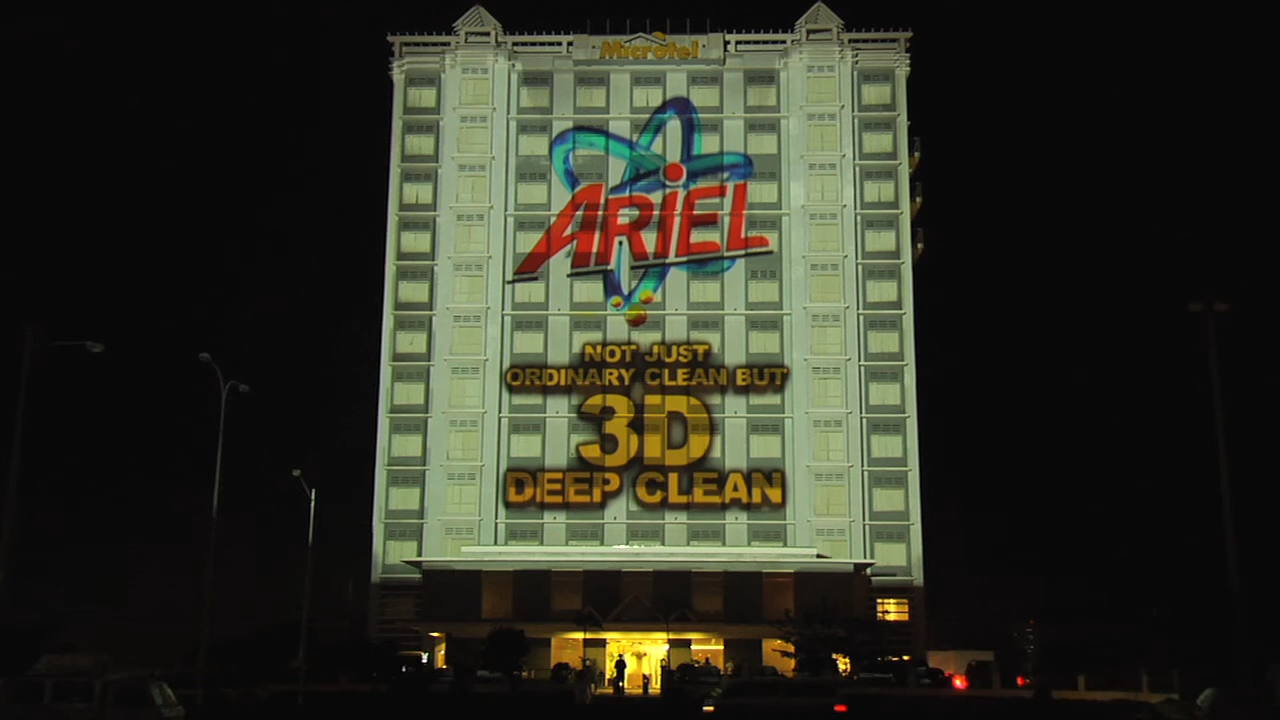 Microtel
ARiEL
NOT JUST
ORDINARY CLEAN BUT
3D
DEEP CLEAN